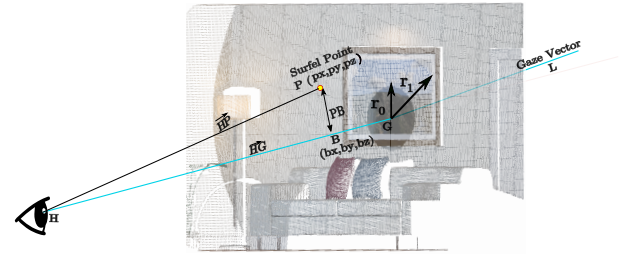 Surfel Point
P (px,py,pz)
Gaze Vector
L
r₁
r₀
G
PB
HP
B
(bx,by,bz)
HG
H